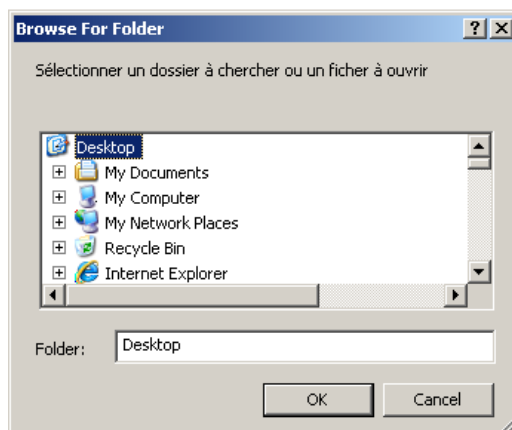 Browse For Folder
Sélectionner un dossier à chercher ou un ficher à ouvrir
Desktop
My Documents
My Computer
My Network Places
Recycle Bin
Internet Explorer
Folder: Desktop
OK Cancel